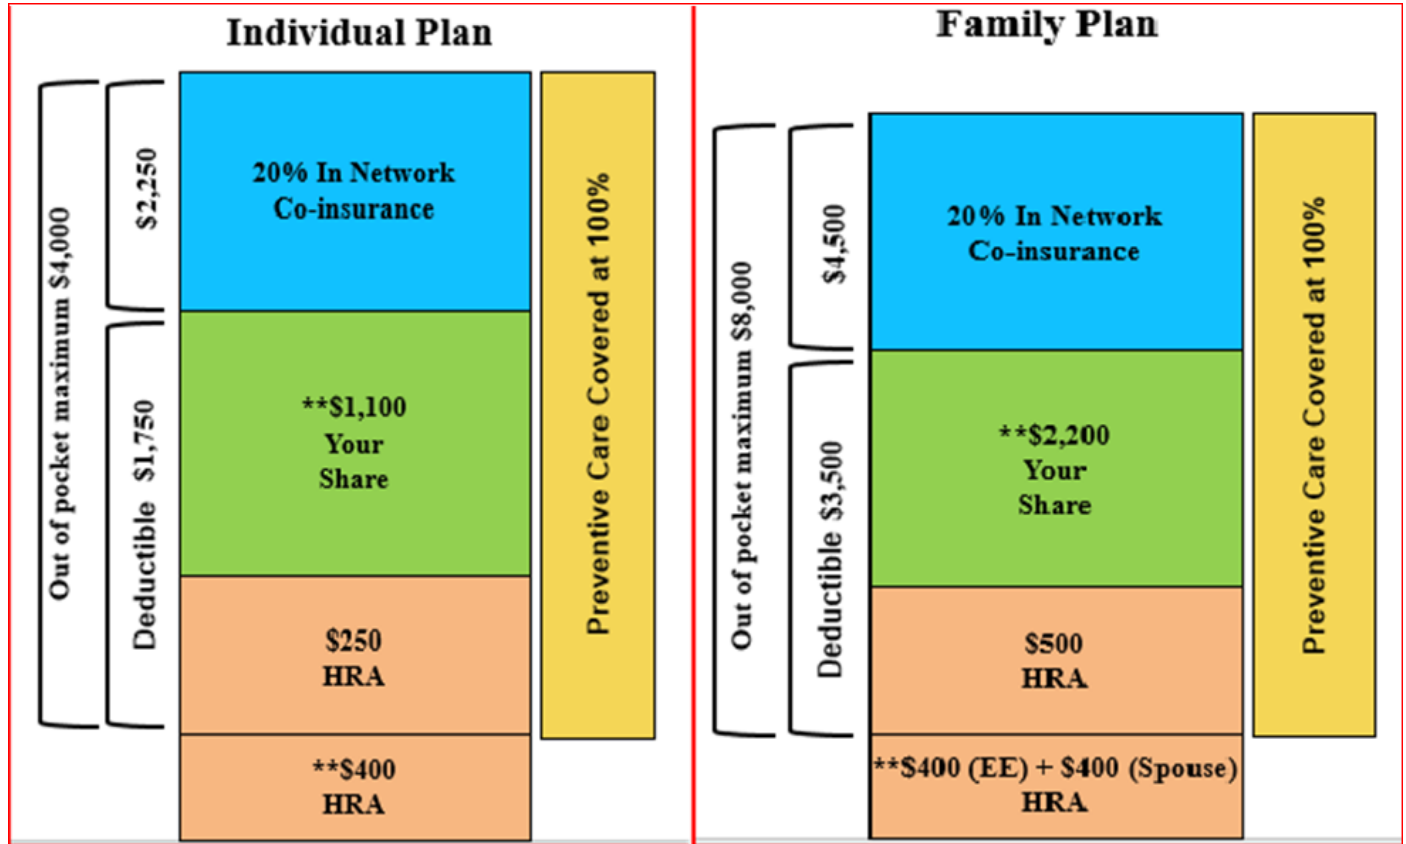 Individual Plan
Out of pocket maximum $4,000
$2,250
Deductible $1,750
20% In Network
Co-insurance
**$1,100
Your
Share
$250
HRA
**$400
HRA
Preventive Care Covered at 100%
Family Plan
Out of pocket maximum $8,000
$4,500
Deductible $3,500
20% In Network
Co-insurance
**$2,200
Your
Share
$500
HRA
**$400 (EE) + $400 (Spouse)
HRA
Preventive Care Covered at 100%